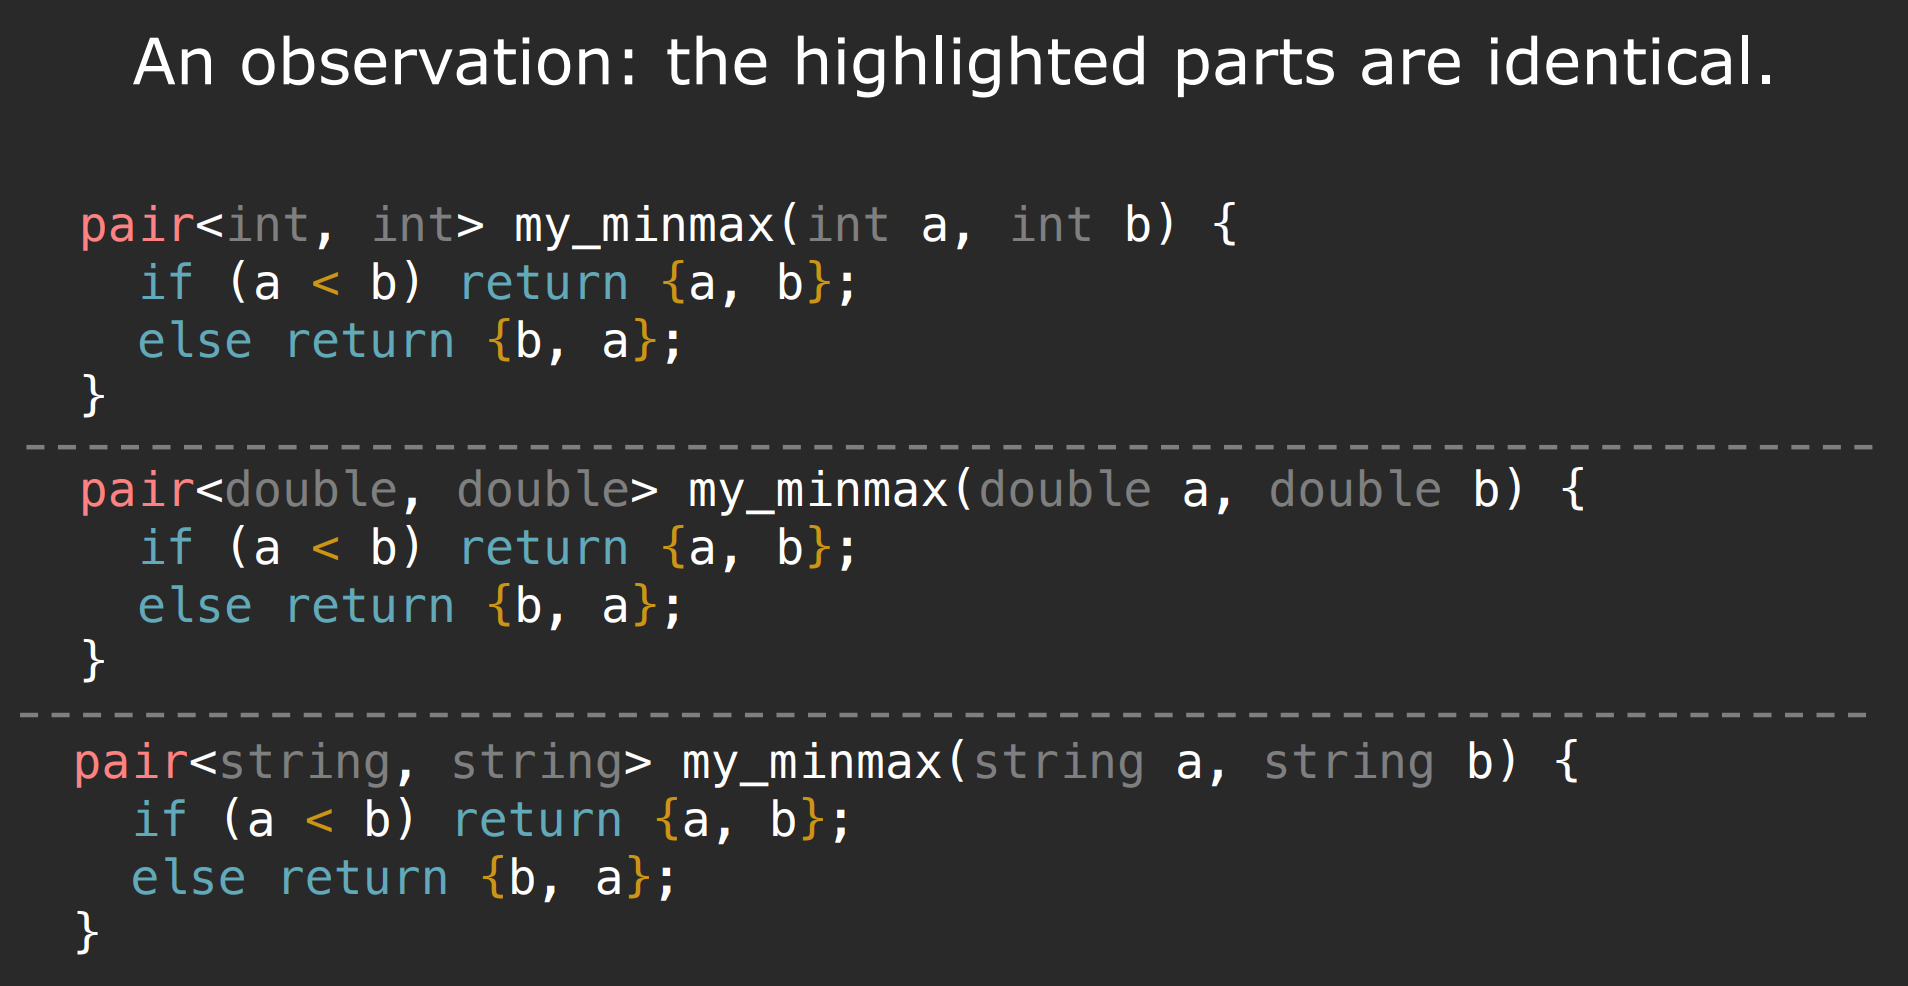 An observation: the highlighted parts are identical.
pair<int, int> my_minmax(int a, int b) {
if (a < b) return {a, b};
else return {b, a};
}
pair<double, double> my_minmax(double a, double b) {
if (a < b) return {a, b};
else return {b, a};
}
pair<string, string> my_minmax(string a, string b) {
if (a < b) return {a, b};
else return {b, a};
}